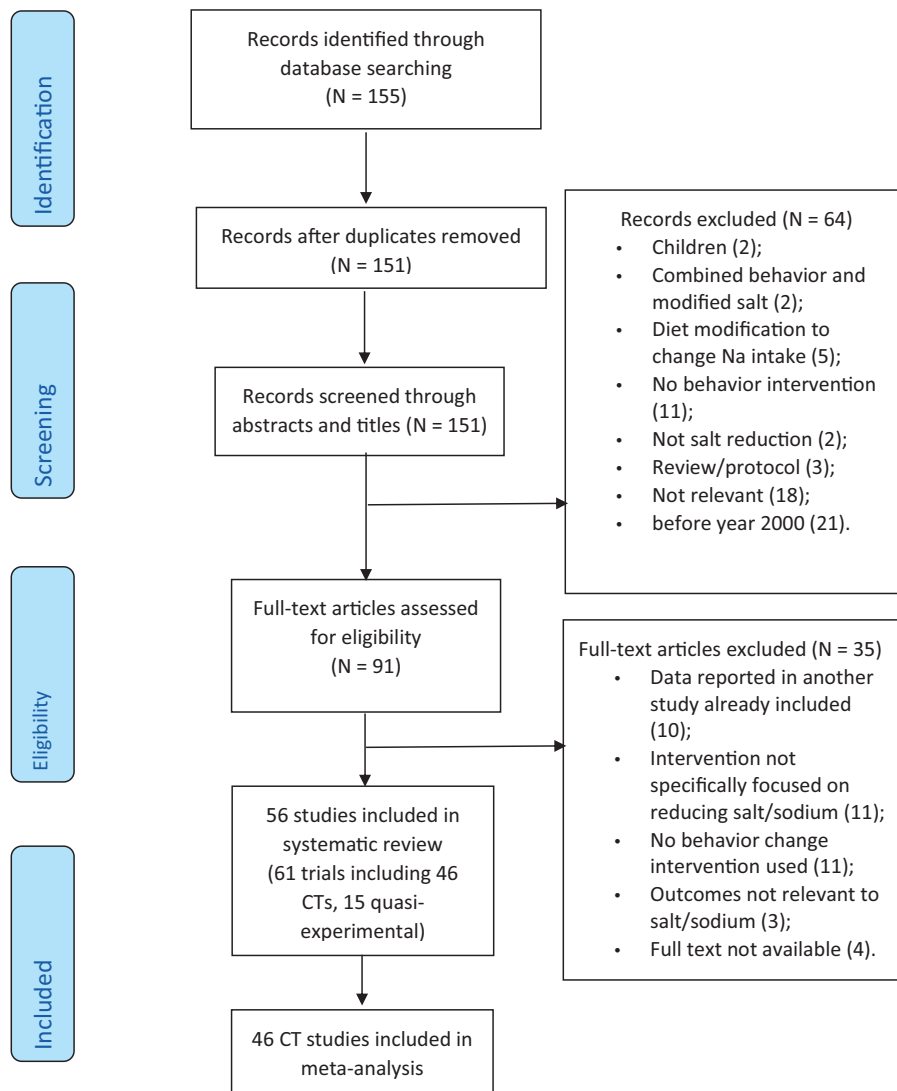 Identification
Records identified through
database searching
(N = 155)
Records after duplicates removed
(N = 151)
Screening
Records screened through
abstracts and titles (N = 151)
Records excluded (N = 64)
• Children (2);
• Combined behavior and
modified salt (2);
• Diet modification to
change Na intake (5);
• No behavior intervention
(11);
• Not salt reduction (2);
• Review/protocol (3);
• Not relevant (18);
• before year 2000 (21).
Eligibility
Full-text articles assessed
for eligibility
(N = 91)
Full-text articles excluded (N = 35)
• Data reported in another
study already included
(10);
• Intervention not
specifically focused on
reducing salt/sodium (11);
• No behavior change
intervention used (11);
• Outcomes not relevant to
salt/sodium (3);
• Full text not available (4).
Included
56 studies included in
systematic review
(61 trials including 46
CTs, 15 quasi-
experimental)
46 CT studies included in
meta-analysis